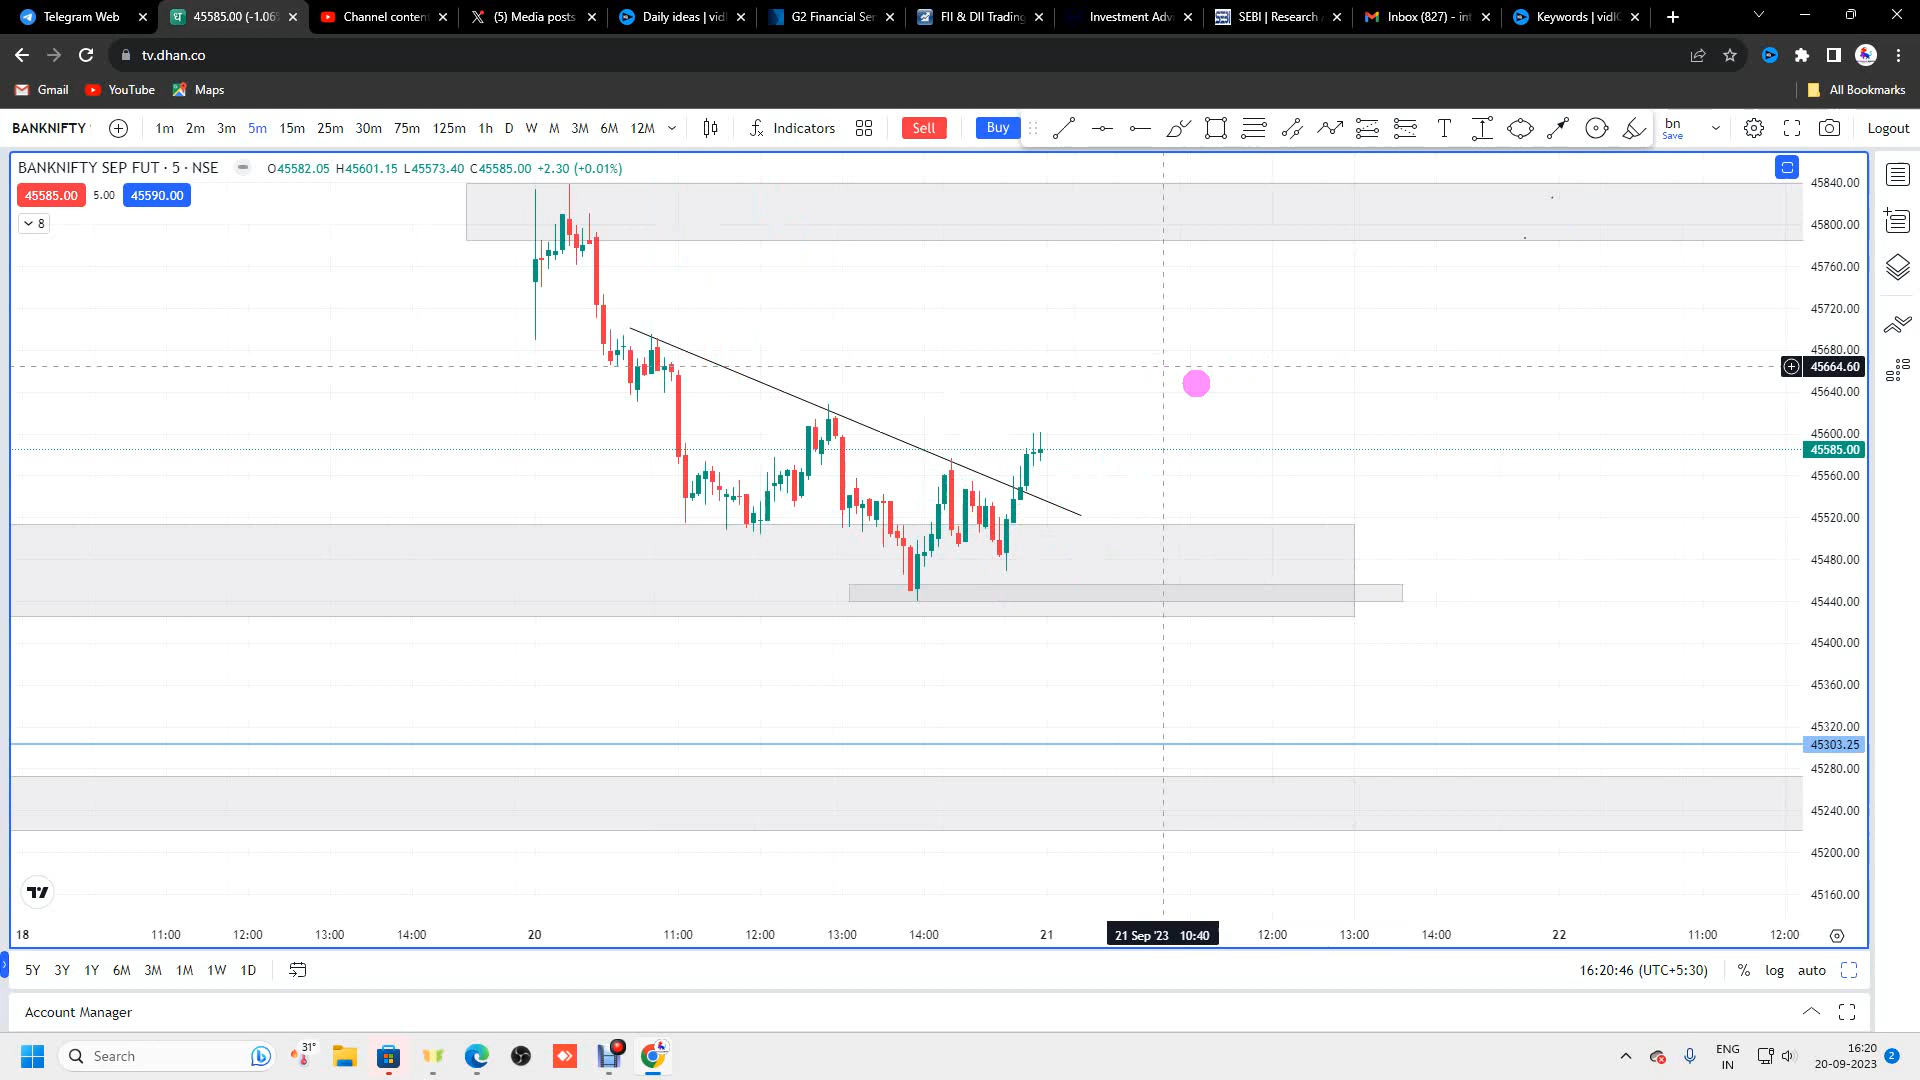 Telegram Web
45585.00 (-1.06
Channel content
(5) Media posts
Daily ideas | vidI
G2 Financial Ser
FII & DII Trading
Investment Adv
SEBI | Research
Inbox (827) - int
Keywords | vidIQ
tv.dhan.co
Gmail
YouTube
Maps
All Bookmarks
BANKNIFTY
1m 2m 3m 5m 15m 25m 30m 75m 125m 1h D W M 3M 6M 12M
Indicators
Sell
Buy
bn
Save
Logout
BANKNIFTY SEP FUT · 5 · NSE
O45582.05 H45601.15 L45573.40 C45585.00 +2.30 (+0.01%)
45585.00
5.00
45590.00
8
45840.00
45800.00
45760.00
45720.00
45680.00
45664.60
45640.00
45600.00
45585.00
45560.00
45520.00
45480.00
45440.00
45400.00
45360.00
45320.00
45303.25
45280.00
45240.00
45200.00
45160.00
18 11:00 12:00 13:00 14:00 20 11:00 12:00 13:00 14:00 21 21 Sep '23 10:40 12:00 13:00 14:00 22 11:00 12:00
5Y 3Y 1Y 6M 3M 1M 1W 1D
16:20:46 (UTC+5:30)
% log auto
Account Manager
Search
31°
ENG
IN
16:20
20-09-2023
2